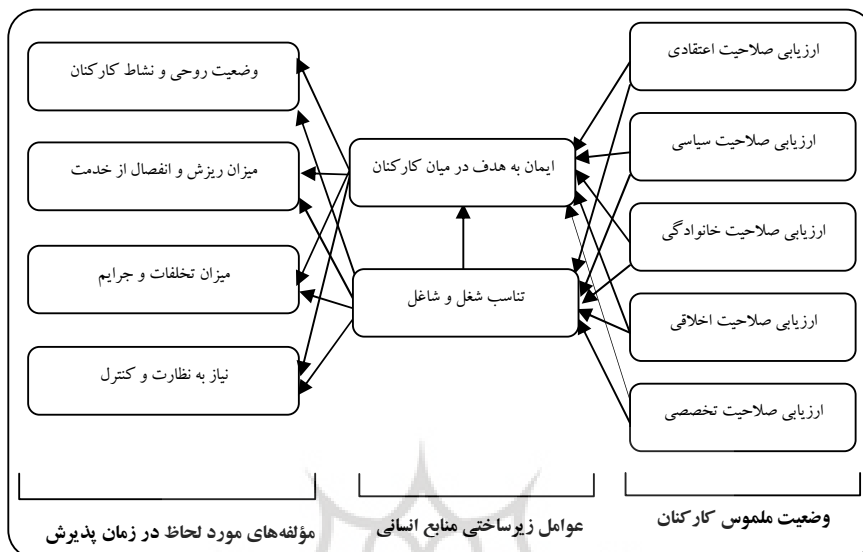 ارزیابی صلاحیت اعتقادی
ارزیابی صلاحیت سیاسی
ارزیابی صلاحیت خانوادگی
ارزیابی صلاحیت اخلاقی
ارزیابی صلاحیت تخصصی
وضعیت ملموس کارکنان
ایمان به هدف در میان کارکنان
تناسب شغل و شاغل
عوامل زیرساختی منابع انسانی
وضعیت روحی و نشاط کارکنان
میزان ریزش و انفصال از خدمت
میزان تخلفات و جرایم
نیاز به نظارت و کنترل
مؤلفه‌های مورد لحاظ در زمان پذیرش